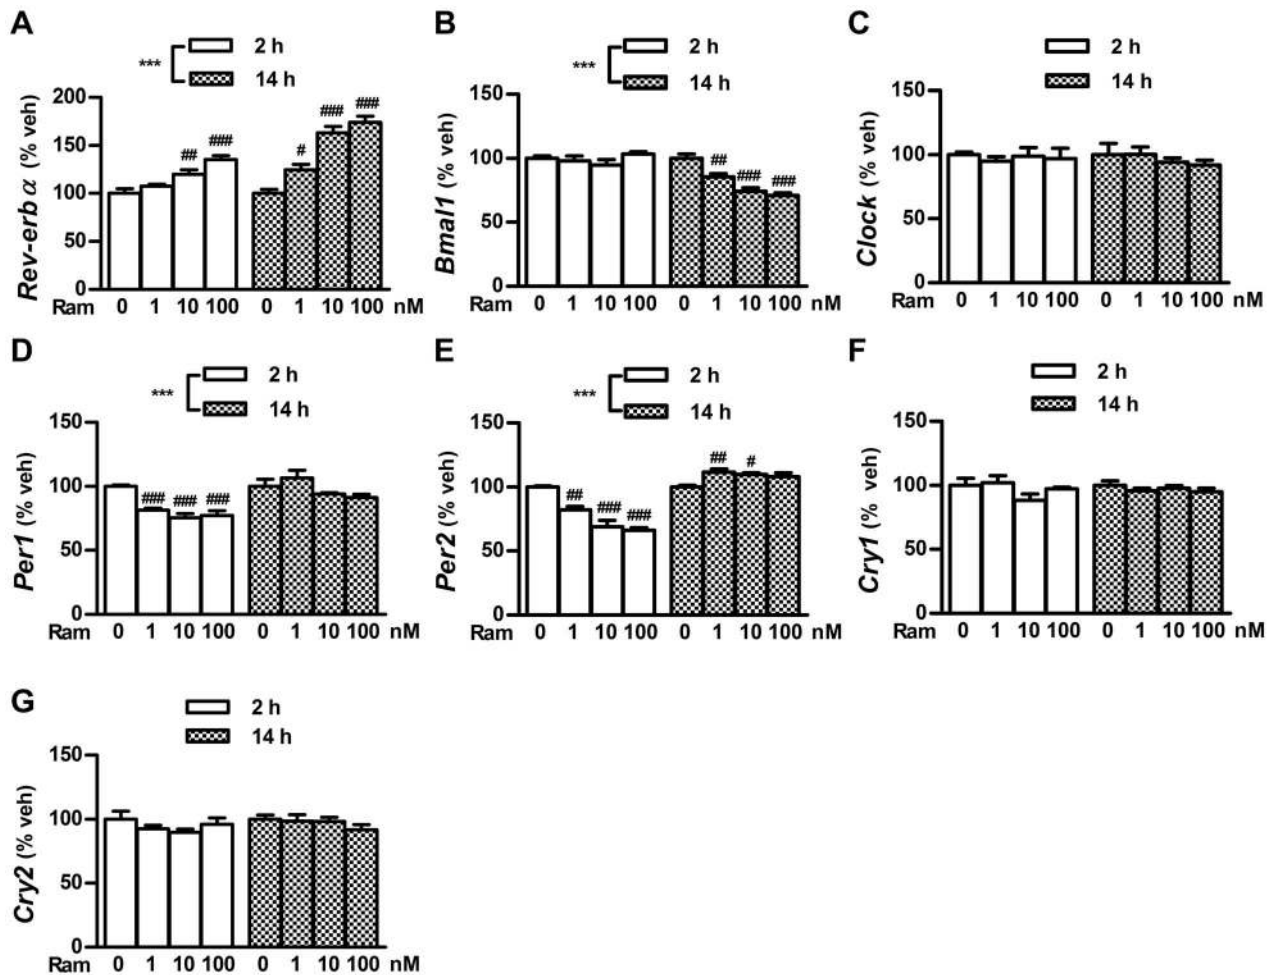 A
*** 2 h
14 h
Rev-erb α (% veh)
200
150
100
50
0
# ## ### # ### ###
Ram 0 1 10 100 0 1 10 100 nM
B
*** 2 h
14 h
Bmal1 (% veh)
150
100
50
0
## ### ###
Ram 0 1 10 100 0 1 10 100 nM
C
2 h
14 h
Clock (% veh)
150
100
50
0
Ram 0 1 10 100 0 1 10 100 nM
D
*** 2 h
14 h
Per1 (% veh)
150
100
50
0
### ### ###
Ram 0 1 10 100 0 1 10 100 nM
E
*** 2 h
14 h
Per2 (% veh)
150
100
50
0
## ### ### ## #
Ram 0 1 10 100 0 1 10 100 nM
F
2 h
14 h
Cry1 (% veh)
150
100
50
0
Ram 0 1 10 100 0 1 10 100 nM
G
2 h
14 h
Cry2 (% veh)
150
100
50
0
Ram 0 1 10 100 0 1 10 100 nM